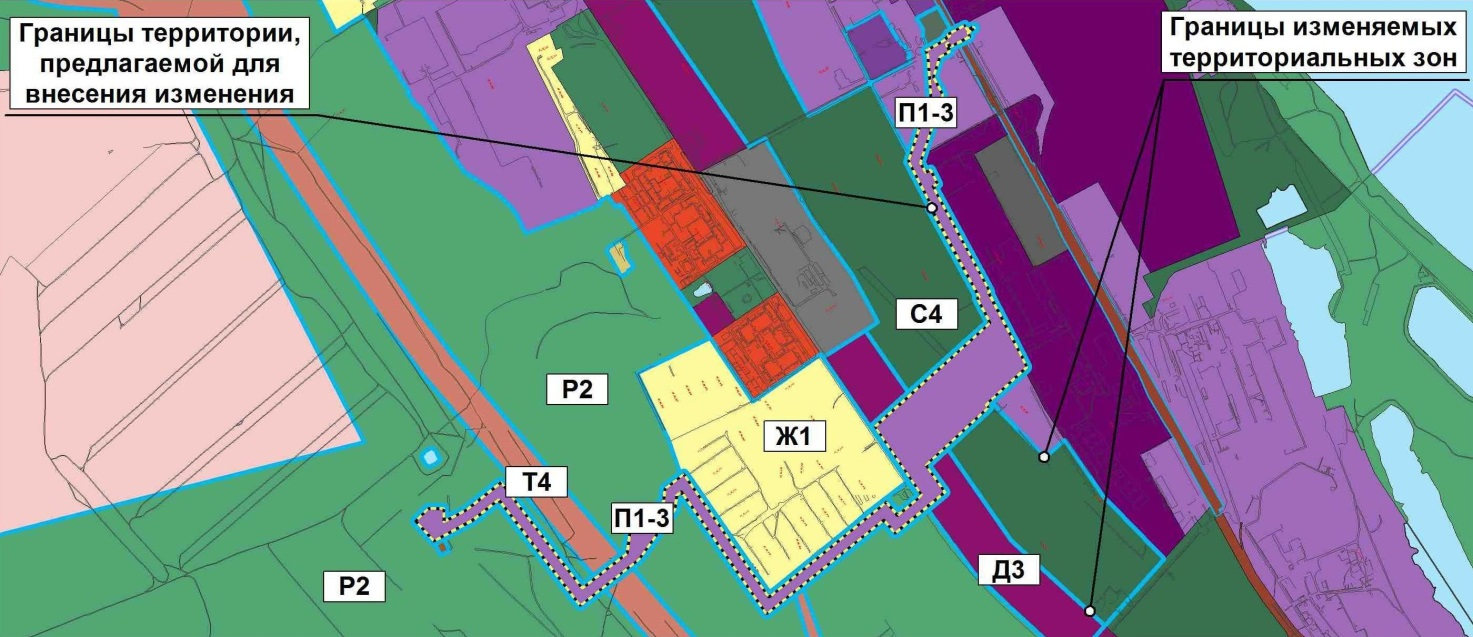 Границы территории,
предлагаемой для
внесения изменения
Границы изменяемых
территориальных зон
П1-3
С4
Р2
Ж1
Т4
П1-3
Д3
Р2